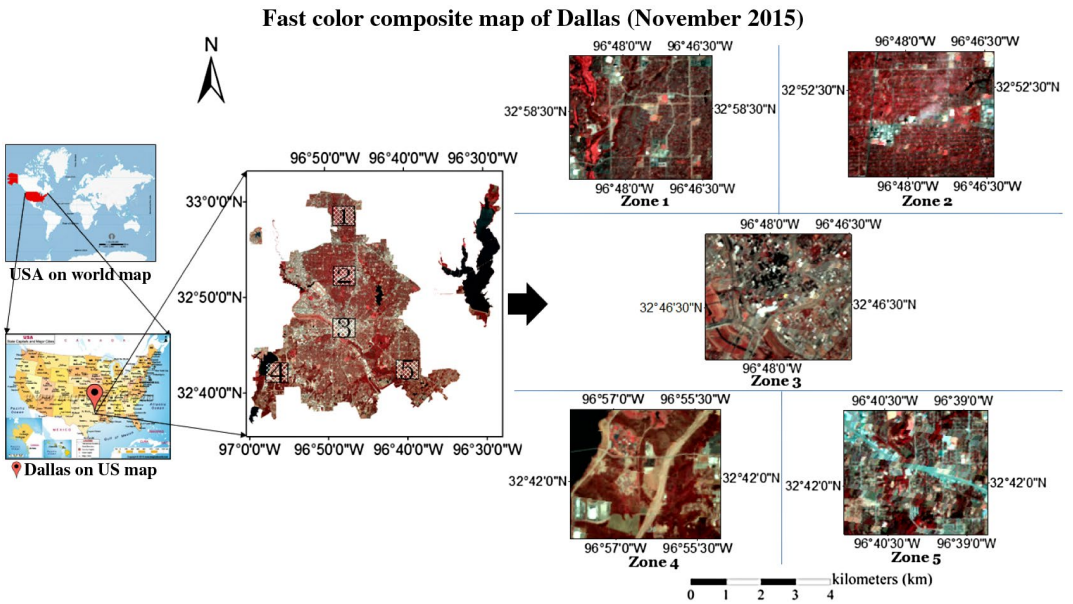 Fast color composite map of Dallas (November 2015)
N
USA on world map
USA
Dallas on US map
96°50'0"W 96°40'0"W 96°30'0"W
33°0'0"N
32°50'0"N
32°40'0"N
97°0'0"W 96°50'0"W 96°40'0"W 96°30'0"W
1
2
3
4
5
96°48'0"W 96°46'30"W
32°58'30"N
32°58'30"N
96°48'0"W 96°46'30"W
Zone 1
96°48'0"W 96°46'30"W
32°52'30"N
32°52'30"N
96°48'0"W 96°46'30"W
Zone 2
96°48'0"W 96°46'30"W
32°46'30"N
32°46'30"N
96°48'0"W
Zone 3
96°57'0"W 96°55'30"W
32°42'0"N
32°42'0"N
96°57'0"W 96°55'30"W
Zone 4
96°40'30"W 96°39'0"W
32°42'0"N
32°42'0"N
96°40'30"W 96°39'0"W
Zone 5
kilometers (km)
0 1 2 3 4